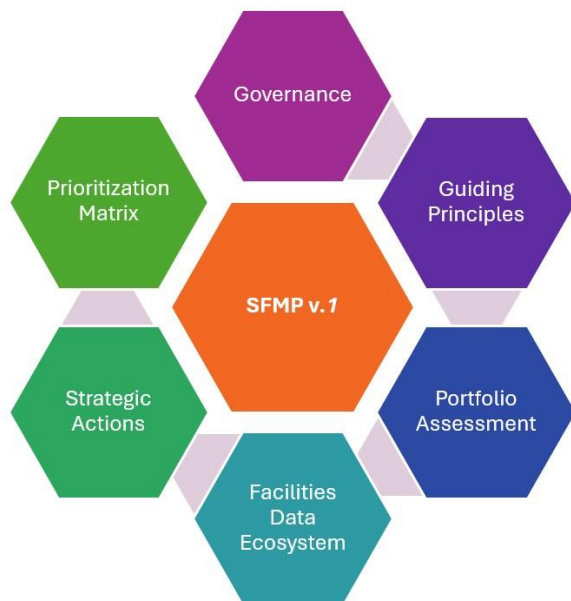 Governance
Guiding
Principles
Portfolio
Assessment
Facilities
Data
Ecosystem
Strategic
Actions
Prioritization
Matrix
SFMP v.1